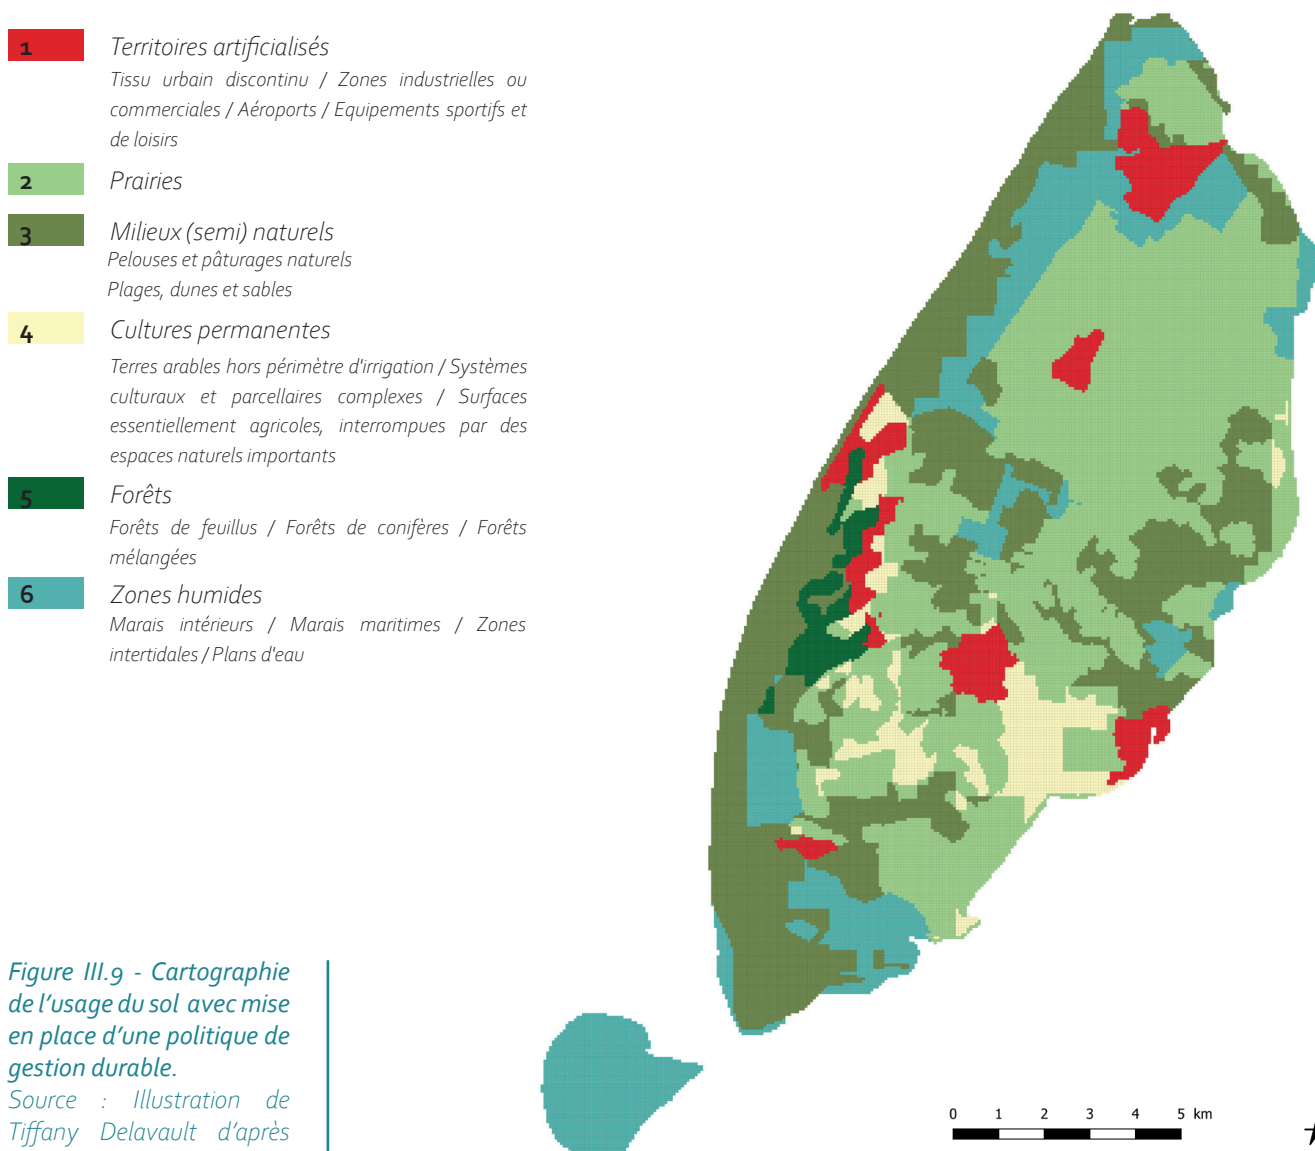 1 Territoires artificialisés
Tissu urbain discontinu / Zones industrielles ou
commerciales / Aéroports / Equipements sportifs et
de loisirs
2 Prairies
3 Milieux (semi) naturels
Pelouses et pâturages naturels
Plages, dunes et sables
4 Cultures permanentes
Terres arables hors périmètre d'irrigation / Systèmes
culturaux et parcellaires complexes / Surfaces
essentiellement agricoles, interrompues par des
espaces naturels importants
5 Forêts
Forêts de feuillus / Forêts de conifères / Forêts
mélangées
6 Zones humides
Marais intérieurs / Marais maritimes / Zones
intertidales / Plans d'eau
Figure III.9 - Cartographie
de l'usage du sol avec mise
en place d'une politique de
gestion durable.
Source : Illustration de
Tiffany Delavault d'après
0 1 2 3 4 5 km